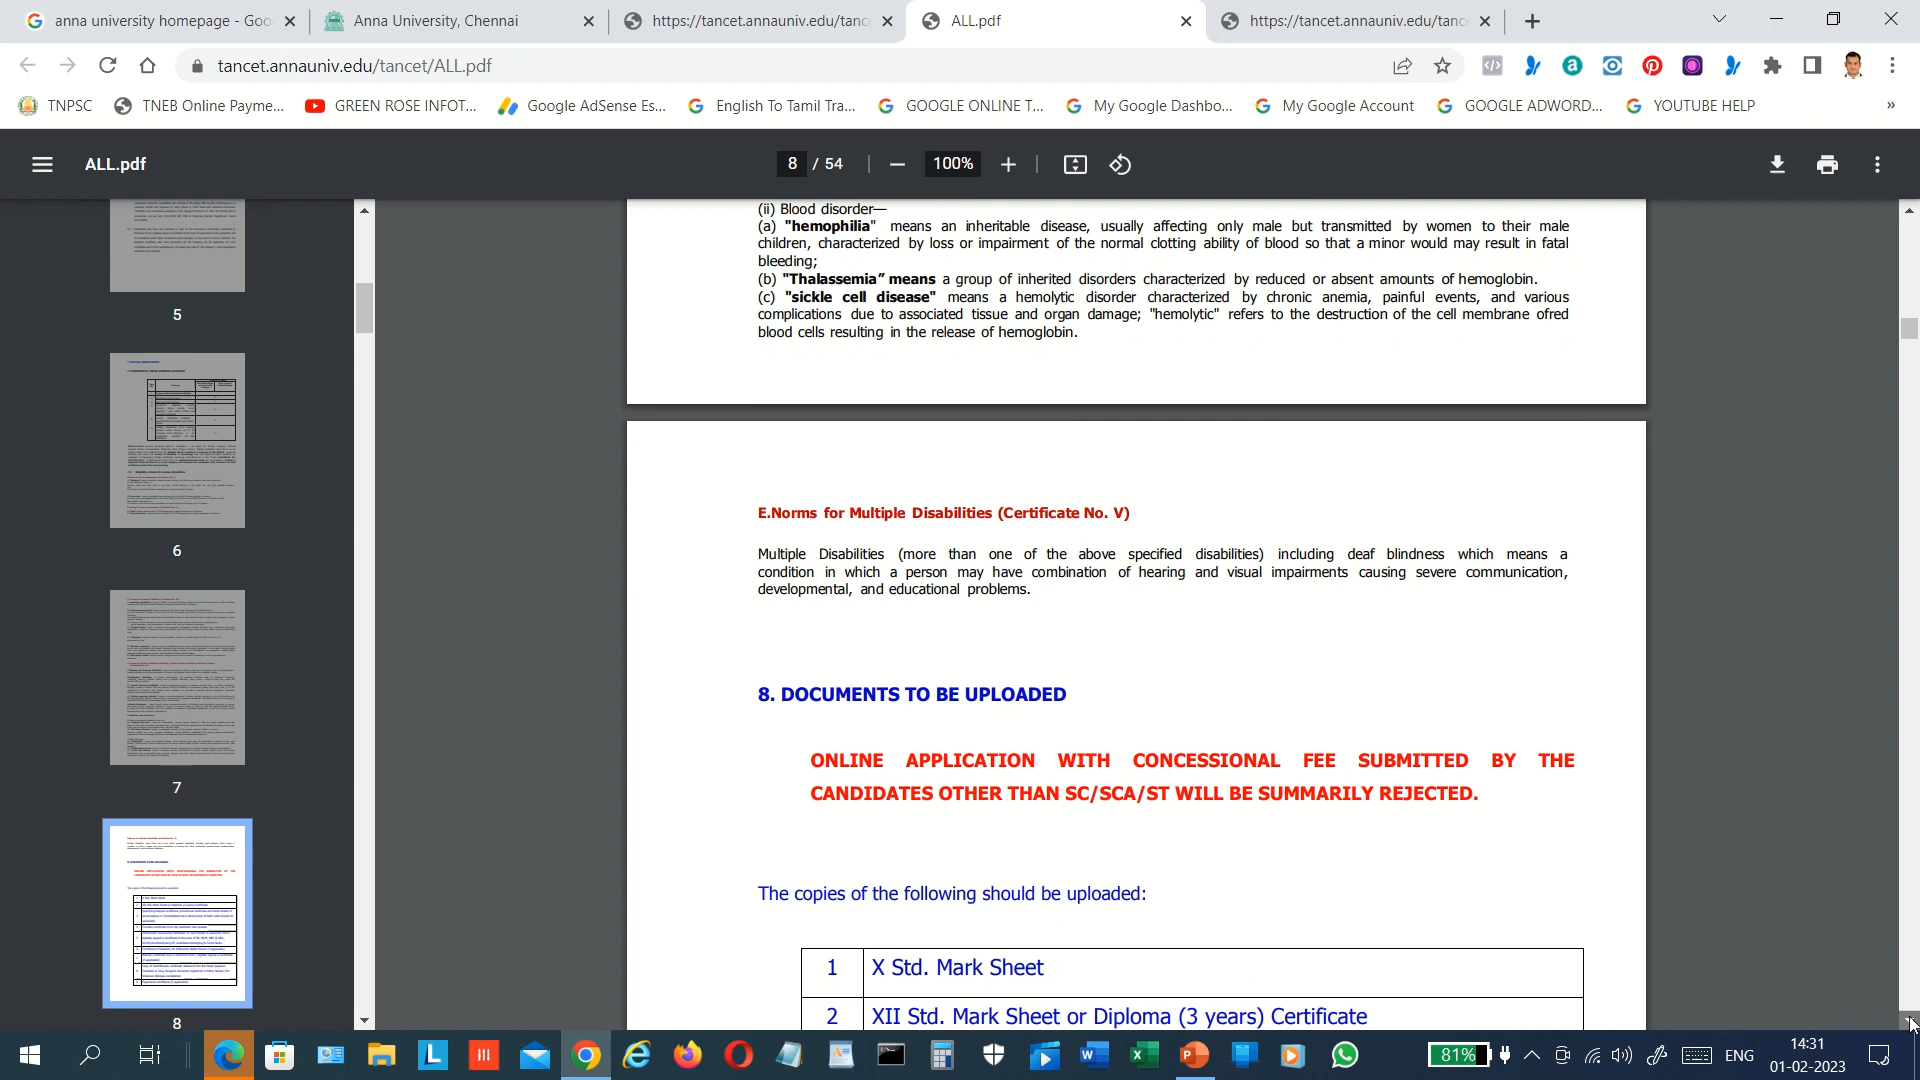 anna university homepage - Goo
Anna University, Chennai
https://tancet.annauniv.edu/tanc
ALL.pdf
https://tancet.annauniv.edu/tanc
tancet.annauniv.edu/tancet/ALL.pdf
TNPSC
TNEB Online Payme...
GREEN ROSE INFOT...
Google AdSense Es...
English To Tamil Tra...
GOOGLE ONLINE T...
My Google Dashbo...
My Google Account
GOOGLE ADWORD...
YOUTUBE HELP
»
ALL.pdf
8 / 54
100%
(ii) Blood disorder—
(a) "hemophilia" means an inheritable disease, usually affecting only male but transmitted by women to their male
children, characterized by loss or impairment of the normal clotting ability of blood so that a minor would may result in fatal
bleeding;
(b) "Thalassemia” means a group of inherited disorders characterized by reduced or absent amounts of hemoglobin.
(c) "sickle cell disease" means a hemolytic disorder characterized by chronic anemia, painful events, and various
complications due to associated tissue and organ damage; "hemolytic" refers to the destruction of the cell membrane ofred
blood cells resulting in the release of hemoglobin.
E.Norms for Multiple Disabilities (Certificate No. V)
Multiple Disabilities (more than one of the above specified disabilities) including deaf blindness which means a
condition in which a person may have combination of hearing and visual impairments causing severe communication,
developmental, and educational problems.
8. DOCUMENTS TO BE UPLOADED
ONLINE APPLICATION WITH CONCESSIONAL FEE SUBMITTED BY THE
CANDIDATES OTHER THAN SC/SCA/ST WILL BE SUMMARILY REJECTED.
The copies of the following should be uploaded:
1 X Std. Mark Sheet
2 XII Std. Mark Sheet or Diploma (3 years) Certificate
5
6
7
8
81%
ENG
14:31
01-02-2023